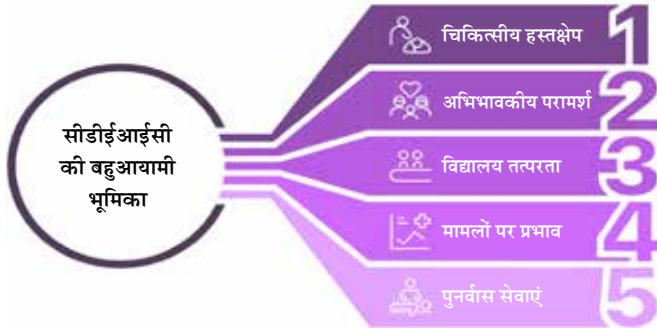 सीडीईआईसी
की बहुआयामी
भूमिका
चिकित्सीय हस्तक्षेप 1
अभिभावकीय परामर्श 2
विद्यालय तत्परता 3
मामलों पर प्रभाव 4
पुनर्वास सेवाएं 5